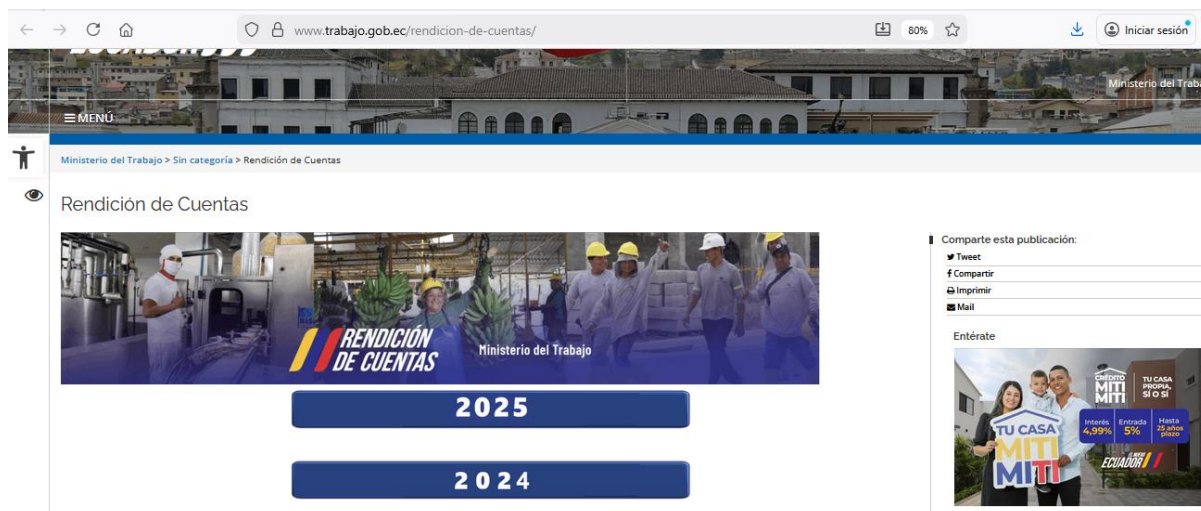 www.trabajo.gob.ec/rendicion-de-cuentas/
80%
Iniciar sesión
Ministerio del Traba
MENÚ
Ministerio del Trabajo > Sin categoría > Rendición de Cuentas
Rendición de Cuentas
RENDICIÓN
DE CUENTAS
Ministerio del Trabajo
2025
2024
Comparte esta publicación:
Tweet
Compartir
Imprimir
Mail
Entérate
CRÉDITO
MITI
MITI
TU CASA
PROPIA,
SÍ O SÍ
Interés
4,99%
Entrada
5%
Hasta
25 años
plazo
TU CASA
MITI
MITI
EL NUEVO
ECUADOR